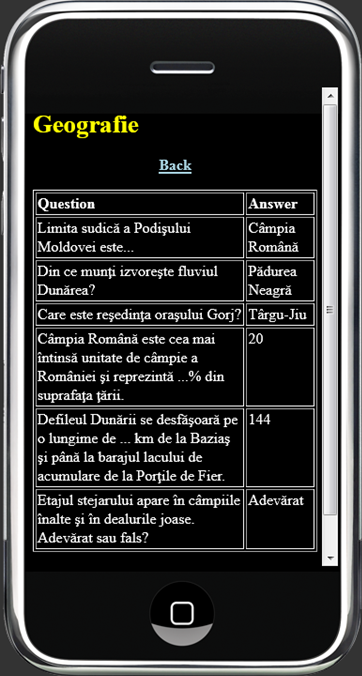 Geografie
Back
Question Answer
Limita sudică a Podişului Câmpia
Moldovei este... Română
Din ce munţi izvoreşte fluviul Pădurea
Dunărea? Neagră
Care este reşedinţa oraşului Gorj? Târgu-Jiu
Câmpia Română este cea mai 20
întinsă unitate de câmpie a
României şi reprezintă ...% din
suprafaţa ţării.
Defileul Dunării se desfăşoară pe 144
o lungime de ... km de la Baziaş
şi până la barajul lacului de
acumulare de la Porţile de Fier.
Etajul stejarului apare în câmpiile Adevărat
înalte şi în dealurile joase.
Adevărat sau fals?